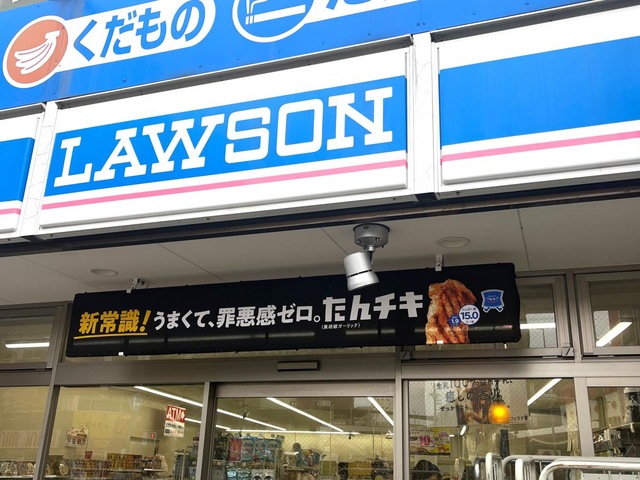 くだもの
LAWSON
新常識! うまくて、罪悪感ゼロ。たんチキ
(黒胡椒ガーリック)
15.0
ATM